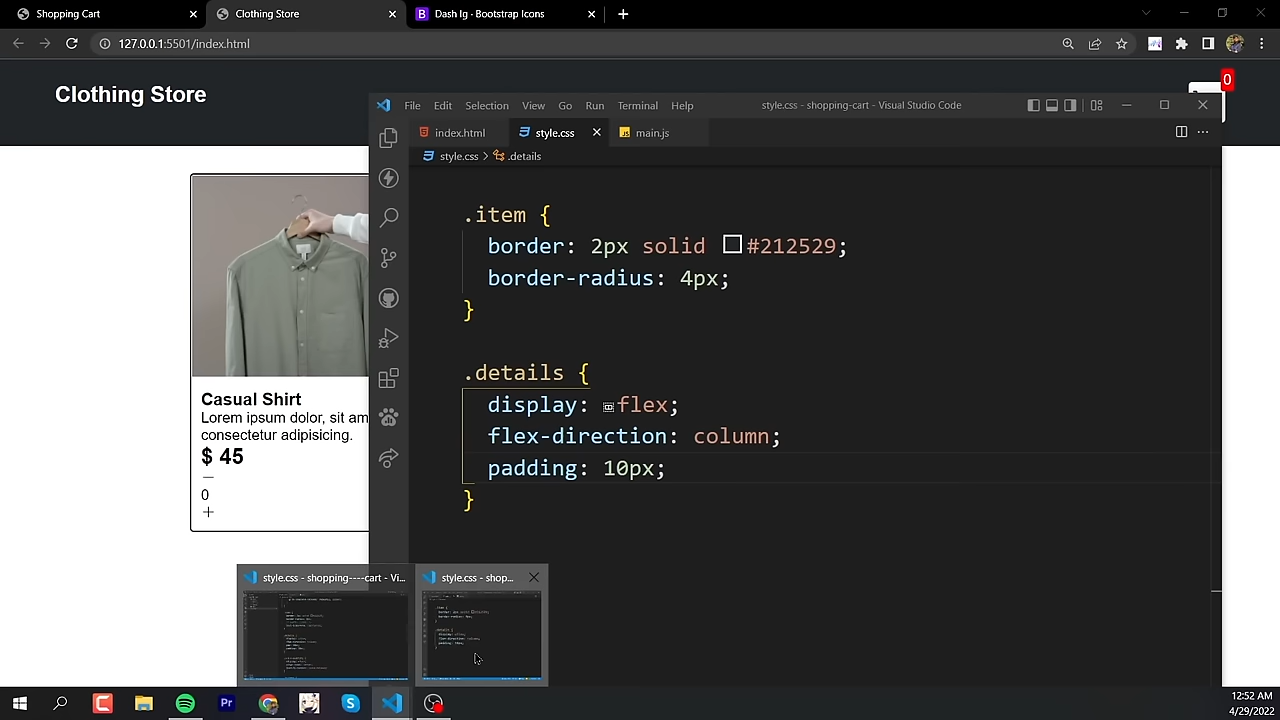 Shopping Cart
Clothing Store
Dash lg · Bootstrap Icons
127.0.0.1:5501/index.html
Clothing Store
0
File Edit Selection View Go Run Terminal Help
style.css - shopping-cart - Visual Studio Code
index.html
style.css
main.js
style.css > .details
.item {
border: 2px solid #212529;
border-radius: 4px;
}
.details {
display: flex;
flex-direction: column;
padding: 10px;
}
Casual Shirt
Lorem ipsum dolor, sit am
consectetur adipisicing.
$ 45
0
style.css - shopping----cart - Vi...
style.css - shop...
12:52 AM
4/29/2022